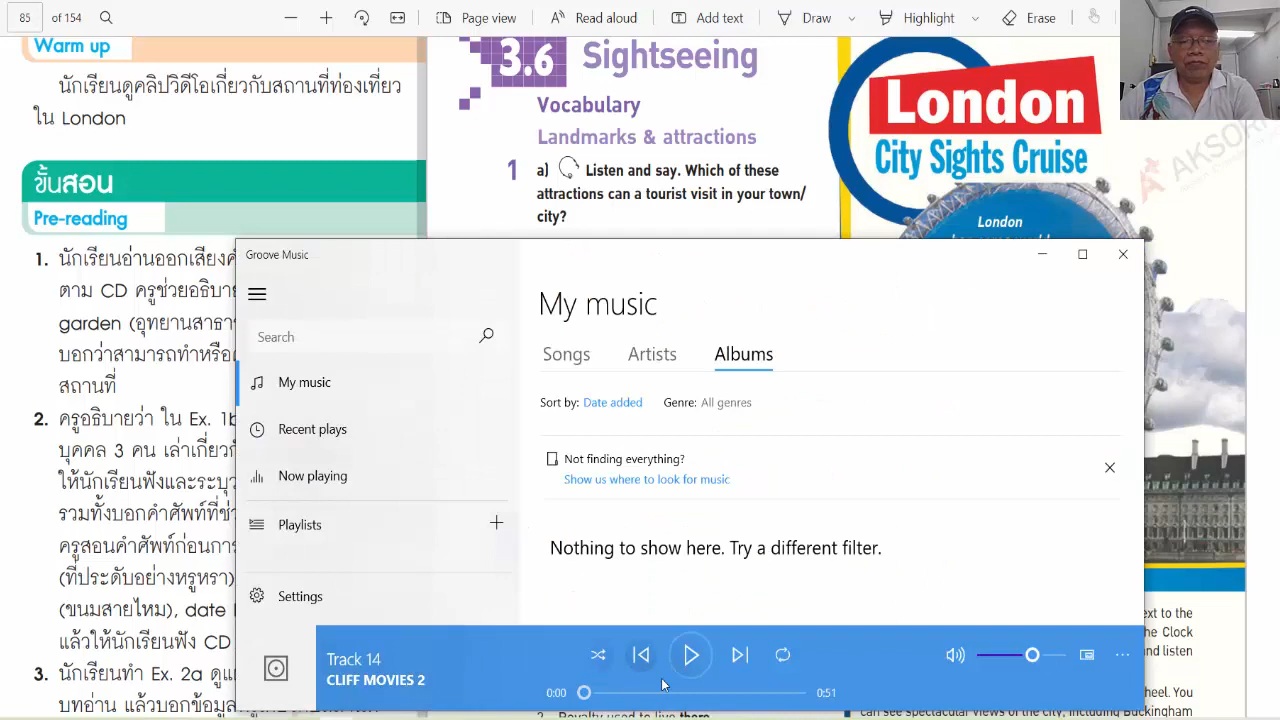 85 of 154
Page view
Read aloud
Add text
Draw
Highlight
Erase
Warm up
นักเรียนดูคลิปวิดีโอเกี่ยวกับสถานที่ท่องเที่ยว
ใน London
ขั้นสอน
Pre-reading
1. นักเรียนอ่านออกเสียง
ตาม CD ครูช่วยอธิบาย
garden (อุทยานสาธา
บอกว่าสามารถทำหรือ
สถานที่
2. ครูอธิบายว่า ใน Ex. 1b
บุคคล 3 คน เล่าเกี่ยวกั
ให้นักเรียนฟังและระบุ
รวมทั้งบอกคำศัพท์ที่ช่
ครูสอนคำศัพท์ก่อนการ
(ที่ประดับอย่างหรูหรา)
(ขนมสายไหม), date
แล้วให้นักเรียนฟัง CD
3. นักเรียนทำ Ex. 2a ดู
บทอ่าน แล้วบอกข้อมูล
3.6 Sightseeing
Vocabulary
Landmarks & attractions
1 a) Listen and say. Which of these
attractions can a tourist visit in your town/
city?
London
City Sights Cruise
London
AKSOR
Groove Music
Search
My music
Recent plays
Now playing
Playlists
Settings
My music
Songs Artists Albums
Sort by: Date added Genre: All genres
Not finding everything?
Show us where to look for music
Nothing to show here. Try a different filter.
Track 14
CLIFF MOVIES 2
0:00
0:51
ext to the
he Clock
nd listen
heel. You
can see spectacular views of the city, including Buckingham
2 Royalty used to live there.